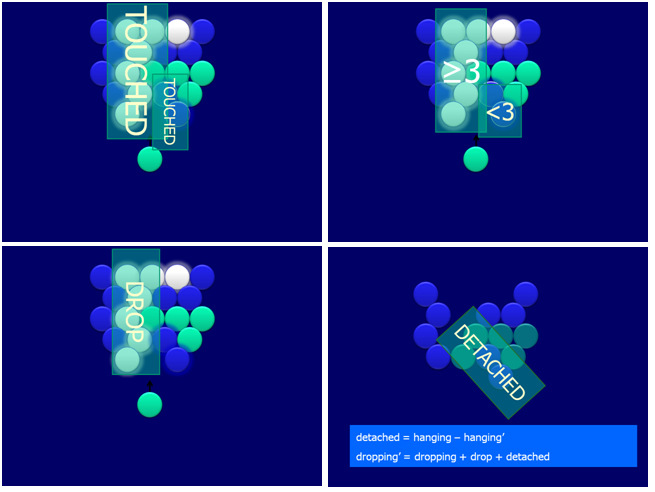 TOUCHED
TOUCHED
≥3
<3
DROP
DETACHED
detached = hanging – hanging’
dropping’ = dropping + drop + detached